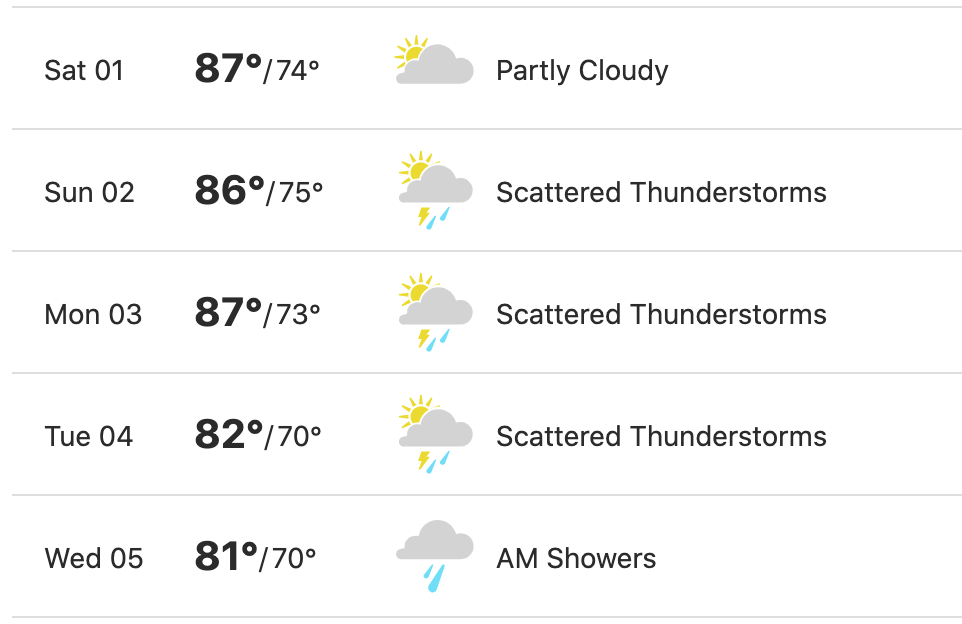 Sat 01 87°/74° Partly Cloudy
Sun 02 86°/75° Scattered Thunderstorms
Mon 03 87°/73° Scattered Thunderstorms
Tue 04 82°/70° Scattered Thunderstorms
Wed 05 81°/70° AM Showers